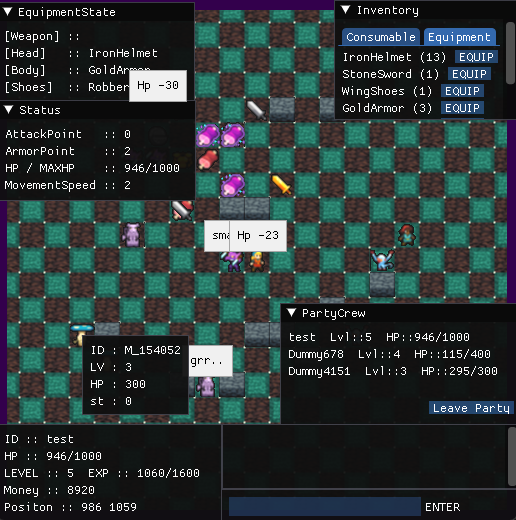 ▼ EquipmentState
[Weapon] ::
[Head] :: IronHelmet
[Body] :: GoldArmor
[Shoes] :: Robber
Hp -30
▼ Status
AttackPoint :: 0
ArmorPoint :: 2
HP / MAXHP :: 946/1000
MovementSpeed :: 2
▼ Inventory
Consumable Equipment
IronHelmet (13) EQUIP
StoneSword (1) EQUIP
WingShoes (1) EQUIP
GoldArmor (3) EQUIP
sma
Hp -23
▼ PartyCrew
test Lvl::5 HP::946/1000
Dummy678 Lvl::4 HP::115/400
Dummy4151 Lvl::3 HP::295/300
Leave Party
ID : M_154052
LV : 3
HP : 300
st : 0
grr..
ID :: test
HP :: 946/1000
LEVEL :: 5 EXP :: 1060/1600
Money :: 8920
Positon :: 986 1059
ENTER